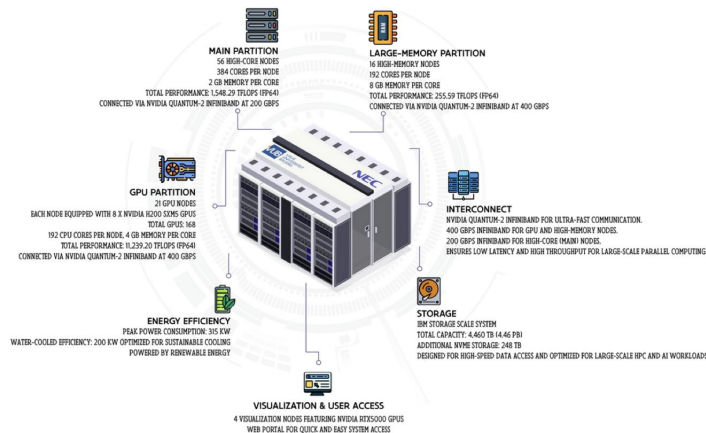 MAIN PARTITION
56 HIGH-CORE NODES
384 CORES PER NODE
2 GB MEMORY PER CORE
TOTAL PERFORMANCE: 1,548.29 TFLOPS (FP64)
CONNECTED VIA NVIDIA QUANTUM-2 INFINIBAND AT 200 GBPS
RAM
LARGE-MEMORY PARTITION
16 HIGH-MEMORY NODES
192 CORES PER NODE
8 GB MEMORY PER CORE
TOTAL PERFORMANCE: 255.59 TFLOPS (FP64)
CONNECTED VIA NVIDIA QUANTUM-2 INFINIBAND AT 400 GBPS
NEC
GPU PARTITION
21 GPU NODES
EACH NODE EQUIPPED WITH 8 X NVIDIA H200 SXM5 GPUS
TOTAL GPUS: 168
192 CPU CORES PER NODE, 4 GB MEMORY PER CORE
TOTAL PERFORMANCE: 11,239.20 TFLOPS (FP64)
CONNECTED VIA NVIDIA QUANTUM-2 INFINIBAND AT 400 GBPS
INTERCONNECT
NVIDIA QUANTUM-2 INFINIBAND FOR ULTRA-FAST COMMUNICATION.
400 GBPS INFINIBAND FOR GPU AND HIGH-MEMORY NODES.
200 GBPS INFINIBAND FOR HIGH-CORE (MAIN) NODES.
ENSURES LOW LATENCY AND HIGH THROUGHPUT FOR LARGE-SCALE PARALLEL COMPUTING
ENERGY EFFICIENCY
PEAK POWER CONSUMPTION: 315 KW
WATER-COOLED EFFICIENCY: 200 KW OPTIMIZED FOR SUSTAINABLE COOLING
POWERED BY RENEWABLE ENERGY
STORAGE
IBM STORAGE SCALE SYSTEM
TOTAL CAPACITY: 4,460 TB (4.46 PB)
ADDITIONAL NVME STORAGE: 248 TB
DESIGNED FOR HIGH-SPEED DATA ACCESS AND OPTIMIZED FOR LARGE-SCALE HPC AND AI WORKLOADS
VISUALIZATION & USER ACCESS
4 VISUALIZATION NODES FEATURING NVIDIA RTX5000 GPUS
WEB PORTAL FOR QUICK AND EASY SYSTEM ACCESS